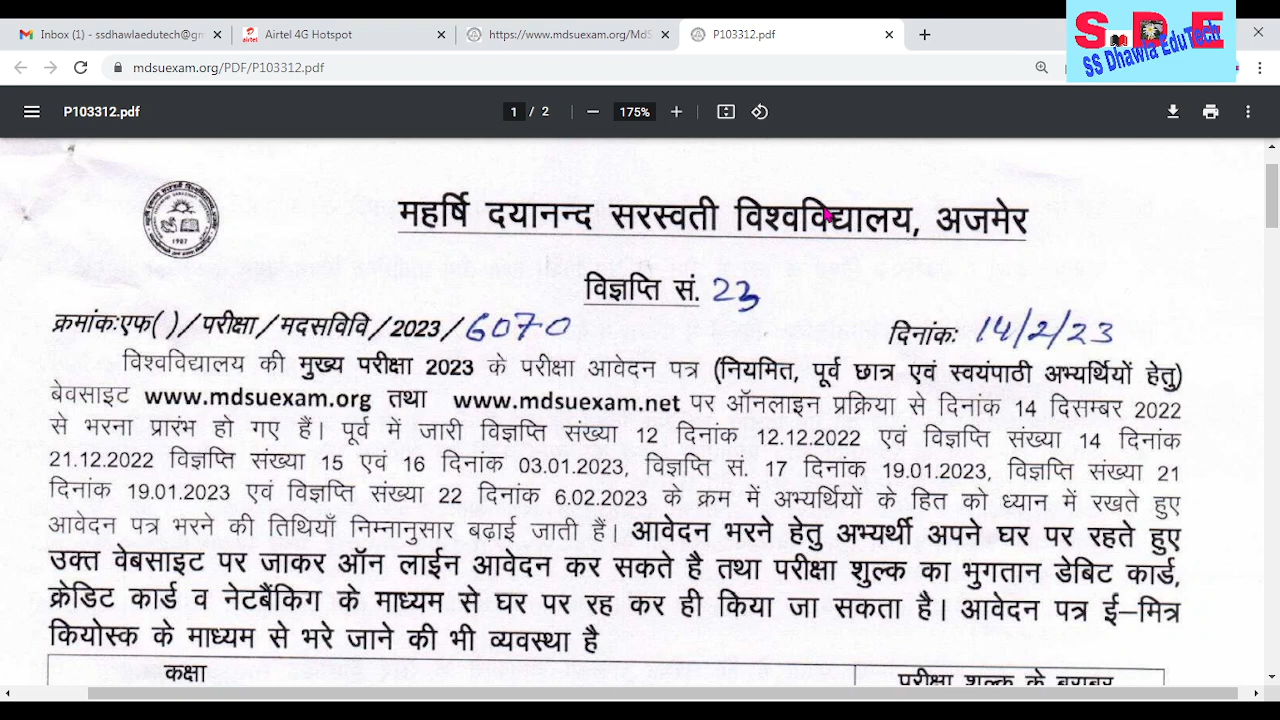 Inbox (1) - ssdhawlaedutech@gm
airtel
Airtel 4G Hotspot
https://www.mdsuexam.org/MdS
P103312.pdf
S.D.E
SS Dhawla EduTech
mdsuexam.org/PDF/P103312.pdf
P103312.pdf
1 / 2
175%
1987
महर्षि दयानन्द सरस्वती विश्वविद्यालय, अजमेर
विज्ञप्ति सं. 23
क्रमांकःएफ( )/परीक्षा/मदसविवि/2023/6070
दिनांकः 14/2/23
विश्वविद्यालय की मुख्य परीक्षा 2023 के परीक्षा आवेदन पत्र (नियमित, पूर्व छात्र एवं स्वयंपाठी अभ्यर्थियों हेतु)
बेवसाइट www.mdsuexam.org तथा www.mdsuexam.net पर ऑनलाइन प्रक्रिया से दिनांक 14 दिसम्बर 2022
से भरना प्रारंभ हो गए हैं। पूर्व में जारी विज्ञप्ति संख्या 12 दिनांक 12.12.2022 एवं विज्ञप्ति संख्या 14 दिनांक
21.12.2022 विज्ञप्ति संख्या 15 एवं 16 दिनांक 03.01.2023, विज्ञप्ति सं. 17 दिनांक 19.01.2023, विज्ञप्ति संख्या 21
दिनांक 19.01.2023 एवं विज्ञप्ति संख्या 22 दिनांक 6.02.2023 के क्रम में अभ्यर्थियों के हित को ध्यान में रखते हुए
आवेदन पत्र भरने की तिथियाँ निम्नानुसार बढ़ाई जाती हैं। आवेदन भरने हेतु अभ्यर्थी अपने घर पर रहते हुए
उक्त वेबसाइट पर जाकर ऑन लाईन आवेदन कर सकते है तथा परीक्षा शुल्क का भुगतान डेबिट कार्ड,
क्रेडिट कार्ड व नेटबैंकिग के माध्यम से घर पर रह कर ही किया जा सकता है। आवेदन पत्र ई–मित्र
कियोस्क के माध्यम से भरे जाने की भी व्यवस्था है
कक्षा
परीक्षा शुल्क के बराबर